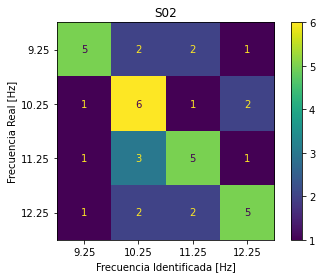 S02
Frecuencia Real [Hz]
9.25 5 2 2 1
10.25 1 6 1 2
11.25 1 3 5 1
12.25 1 2 2 5
9.25 10.25 11.25 12.25
Frecuencia Identificada [Hz]
6
5
4
3
2
1